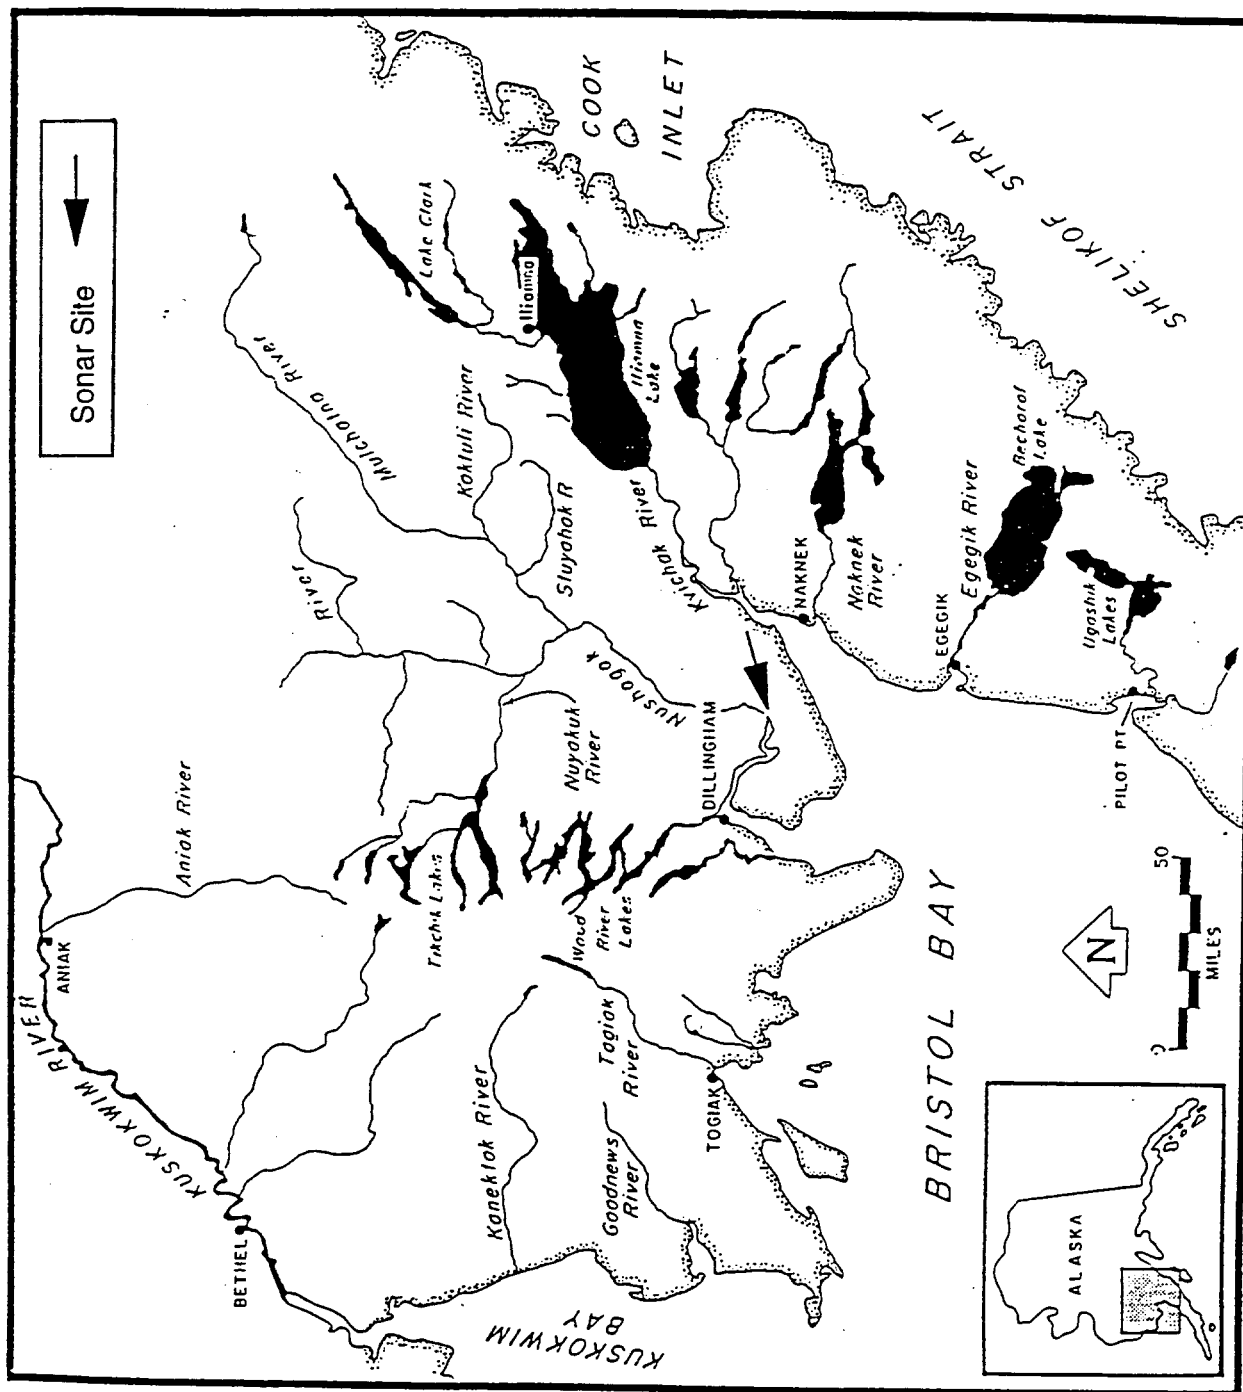 Sonar Site
COOK
INLET
SHELIKOF STRAIT
Lake Clark
Iliamna
Iliamna
Lake
Mulchatna River
Kokluli River
Sluyahok R
River
Kvichak River
Nushagak
NAKNEK
Naknek
River
Egegik River
Becharof
Lake
EGEGIK
Ugashik
Lakes
PILOT PT
DILLINGHAM
Nuyakuk
River
Aniak River
Tikchik Lakes
Wood
River
Lakes
ANIAK
KUSKOKWIM RIVER
BETHEL
Kaneklok River
Goodnews
River
Togiak
River
TOGIAK
KUSKOKWIM
BAY
BRISTOL BAY
N
0 50
MILES
ALASKA